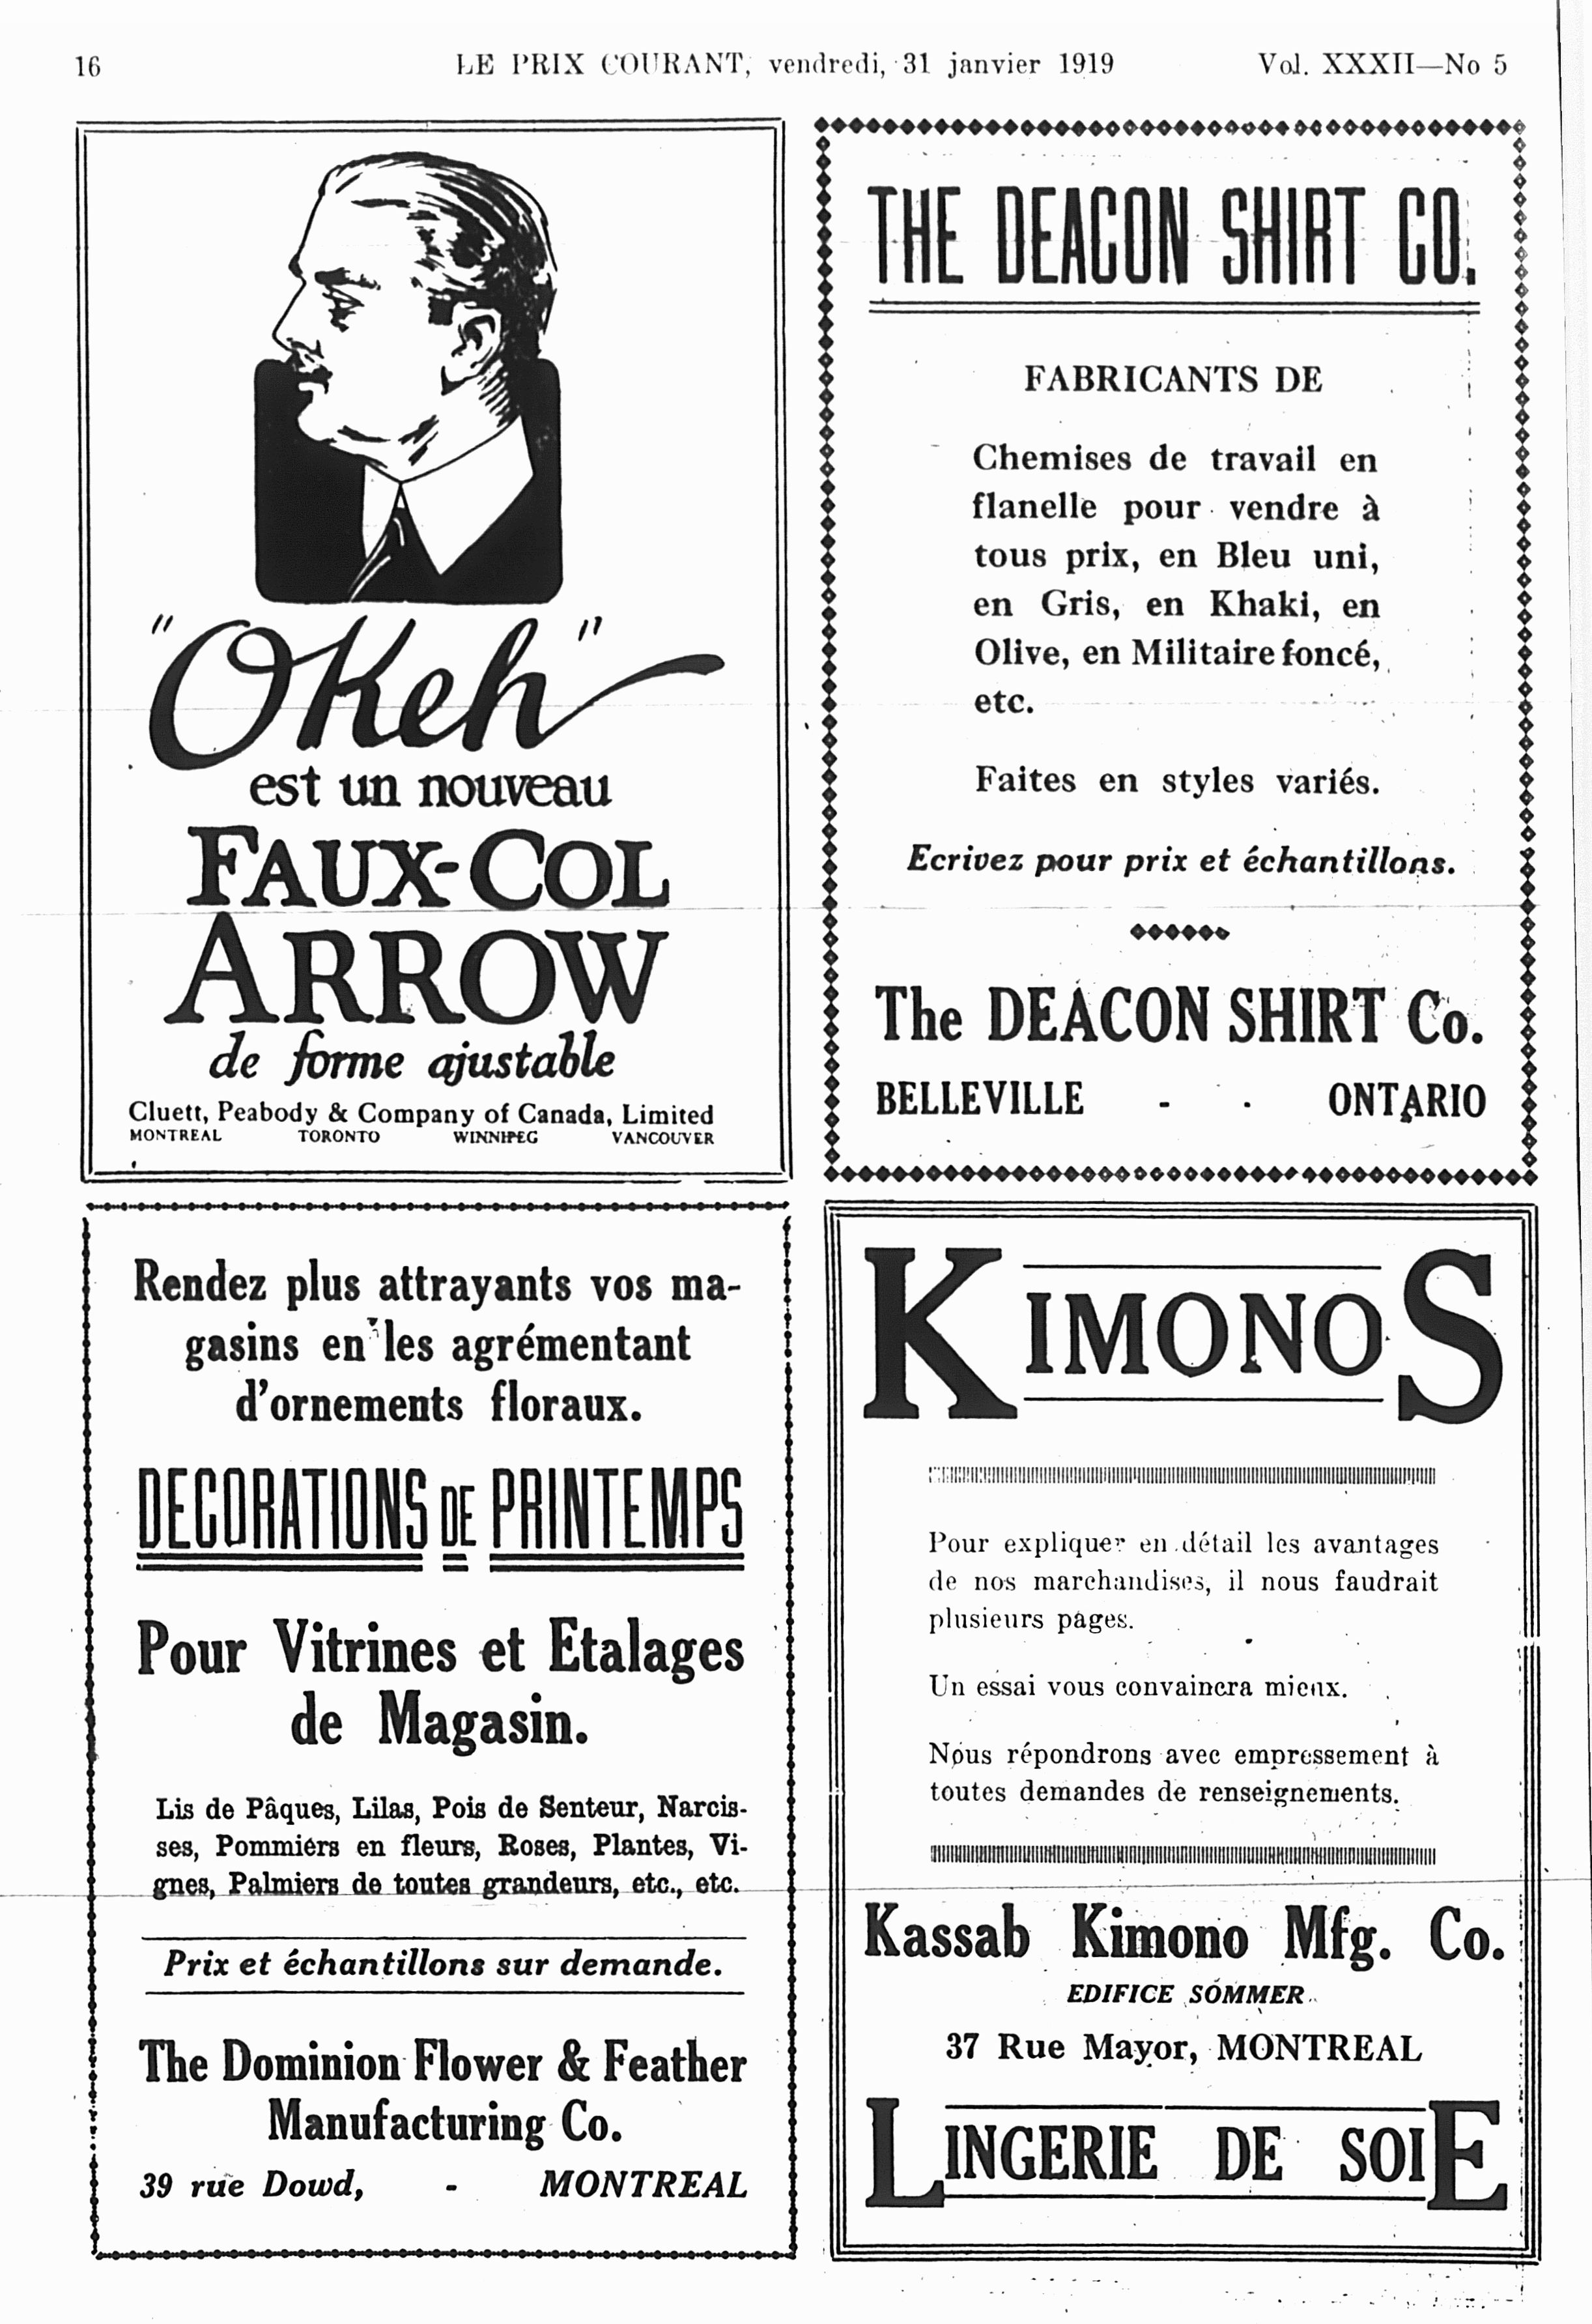 16
LE PRIX COURANT, vendredi, 31 janvier 1919
Vol. XXXII—No 5
"OKeh"
est un nouveau
FAUX-COL
ARROW
de forme ajustable
Cluett, Peabody & Company of Canada, Limited
MONTREAL TORONTO WINNIPEG VANCOUVER
THE DEACON SHIRT CO.
FABRICANTS DE
Chemises de travail en
flanelle pour vendre à
tous prix, en Bleu uni,
en Gris, en Khaki, en
Olive, en Militaire foncé,
etc.
Faites en styles variés.
Ecrivez pour prix et échantillons.
The DEACON SHIRT Co.
BELLEVILLE - - ONTARIO
Rendez plus attrayants vos ma-
gasins en les agrémentant
d'ornements floraux.
DECORATIONS DE PRINTEMPS
Pour Vitrines et Etalages
de Magasin.
Lis de Pâques, Lilas, Pois de Senteur, Narcis-
ses, Pommiers en fleurs, Roses, Plantes, Vi-
gnes, Palmiers de toutes grandeurs, etc., etc.
Prix et échantillons sur demande.
The Dominion Flower & Feather
Manufacturing Co.
39 rue Dowd, - MONTREAL
KIMONOS
Pour expliquer en détail les avantages
de nos marchandises, il nous faudrait
plusieurs pages.
Un essai vous convaincra mieux.
Nous répondrons avec empressement à
toutes demandes de renseignements.
Kassab Kimono Mfg. Co.
EDIFICE SOMMER
37 Rue Mayor, MONTREAL
LINGERIE DE SOIE